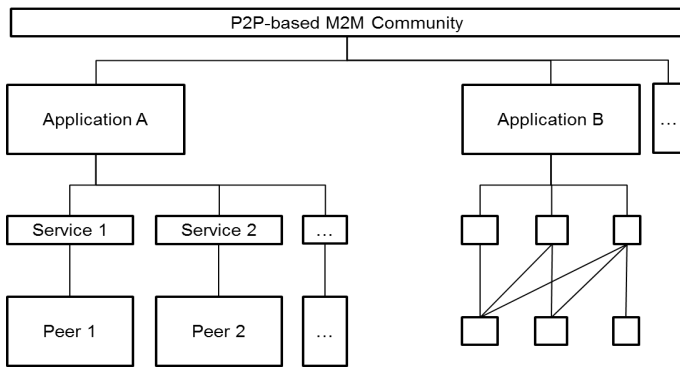 P2P-based M2M Community
Application A
Application B
...
Service 1
Service 2
...
Peer 1
Peer 2
...